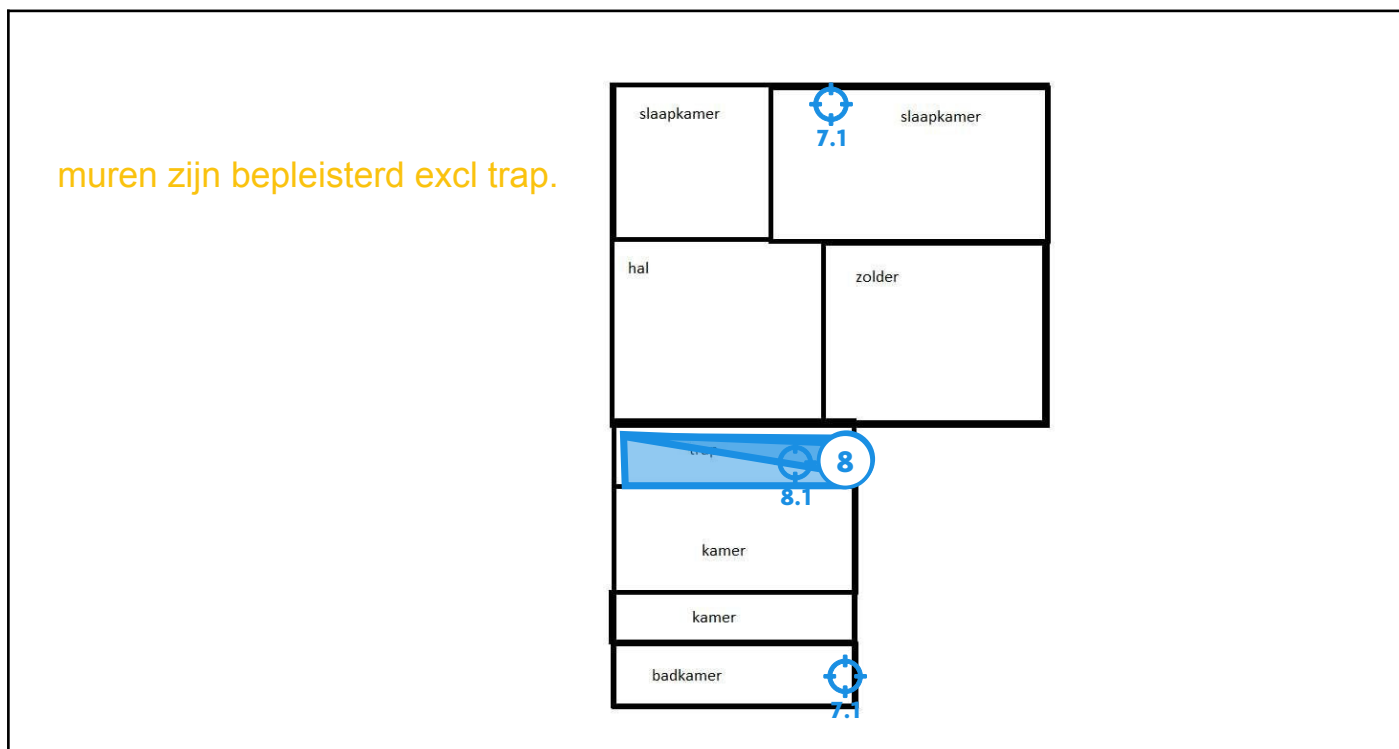 slaapkamer
7.1
slaapkamer
muren zijn bepleisterd excl trap.
hal
zolder
trap
8
8.1
kamer
kamer
badkamer
7.1